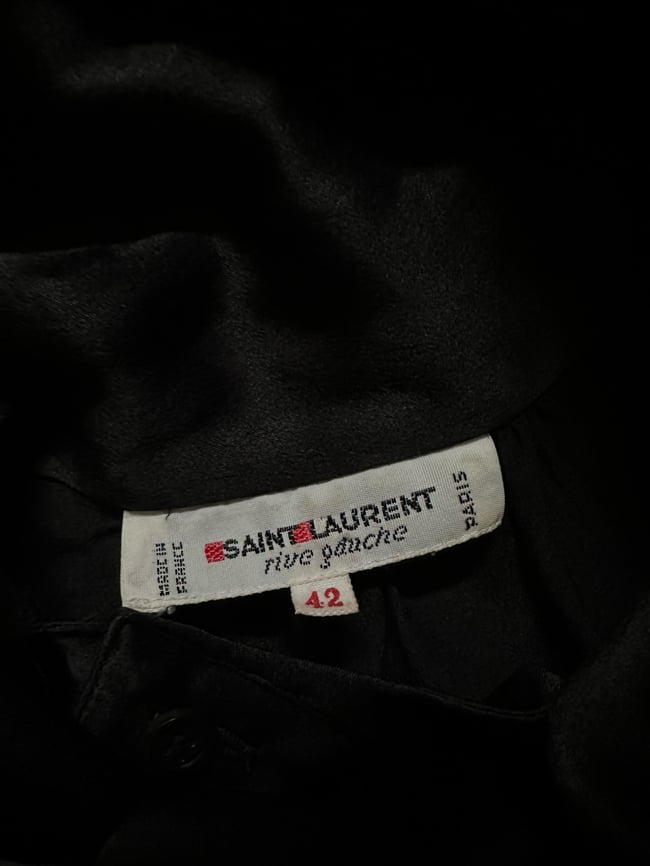 MADE IN
FRANCE
SAINT LAURENT
rive gauche
PARIS
42